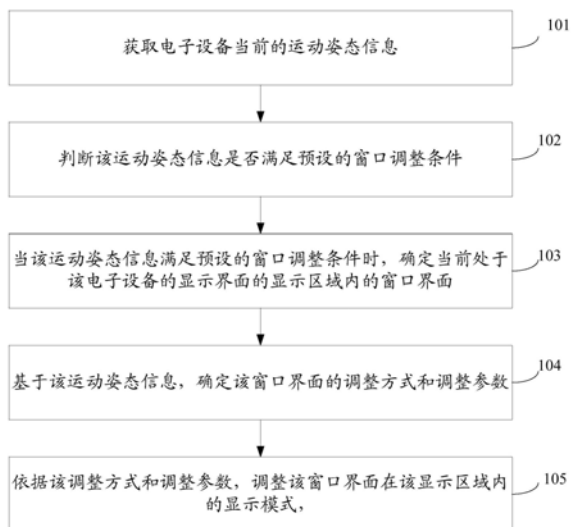 获取电子设备当前的运动姿态信息
101
判断该运动姿态信息是否满足预设的窗口调整条件
102
当该运动姿态信息满足预设的窗口调整条件时，确定当前处于
该电子设备的显示界面的显示区域内的窗口界面
103
基于该运动姿态信息，确定该窗口界面的调整方式和调整参数
104
依据该调整方式和调整参数，调整该窗口界面在该显示区域内
的显示模式，
105